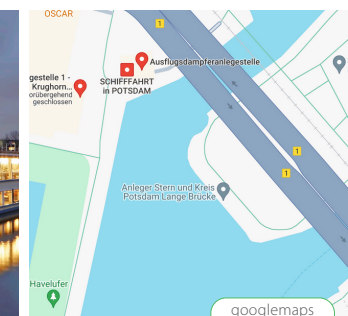 OSCAR
1
Ausflugsdampferanlegestelle
gestelle 1 -
Krughorn...
orübergehend
geschlossen
SCHIFFFAHRT
in POTSDAM
1
1
Anleger Stern und Kreis
Potsdam Lange Brücke
Havelufer
googlemaps